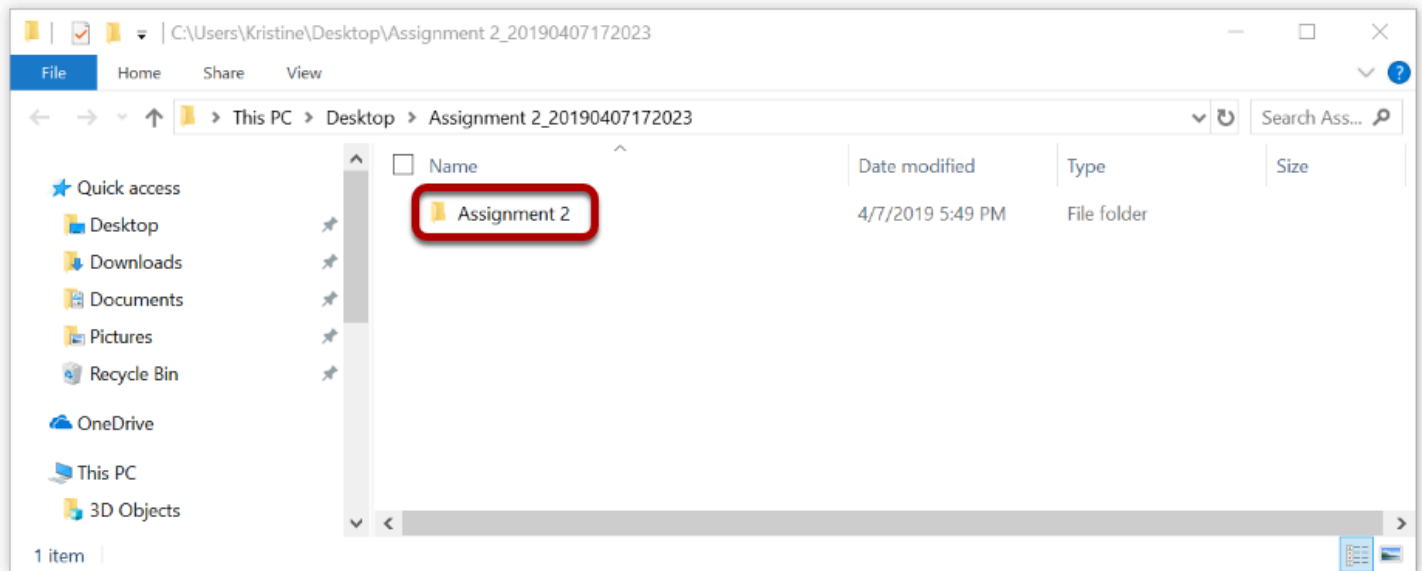 C:\Users\Kristine\Desktop\Assignment 2_20190407172023
File Home Share View ?
This PC > Desktop > Assignment 2_20190407172023 Search Ass...
Name Date modified Type Size
Quick access
Assignment 2 4/7/2019 5:49 PM File folder
Desktop
Downloads
Documents
Pictures
Recycle Bin
OneDrive
This PC
3D Objects
1 item